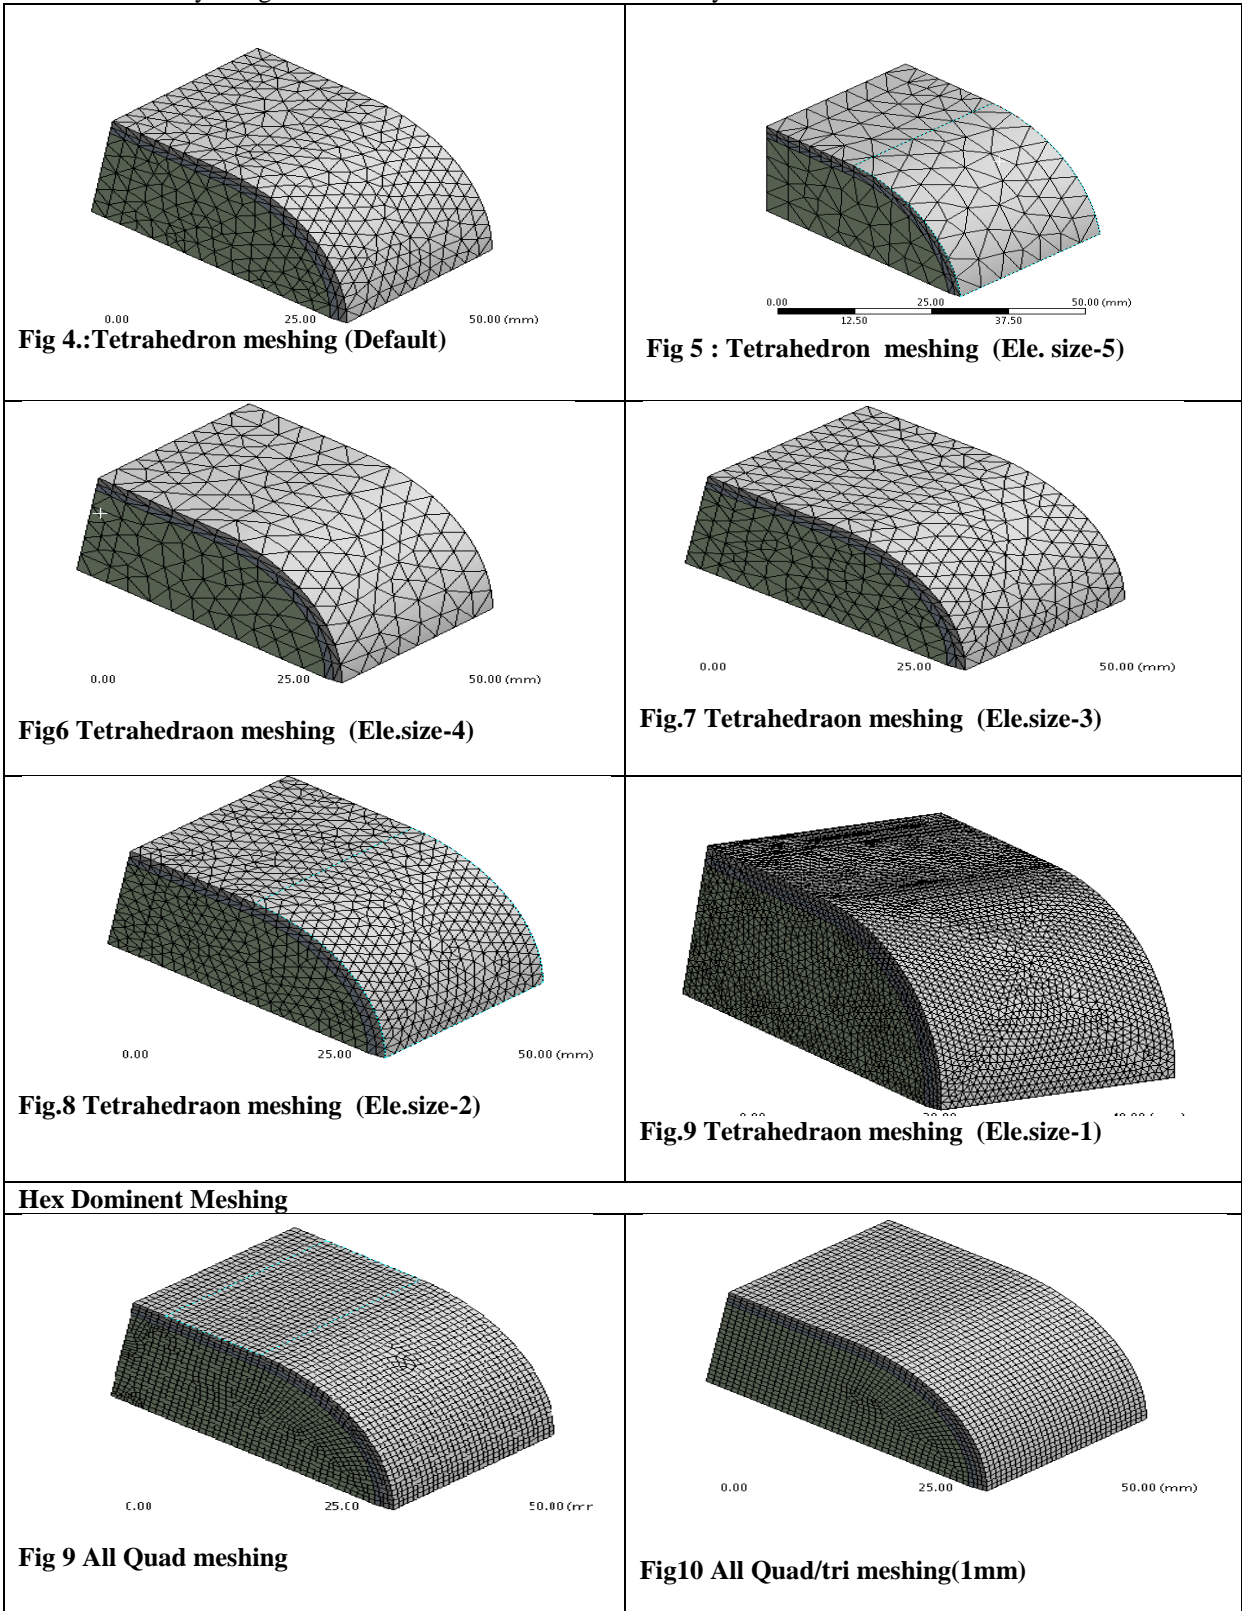 0.00 25.00 50.00 (mm)
Fig 4.:Tetrahedron meshing (Default)
0.00 25.00 50.00 (mm)
12.50 37.50
Fig 5 : Tetrahedron meshing (Ele. size-5)
0.00 25.00 50.00 (mm)
Fig6 Tetrahedraon meshing (Ele.size-4)
0.00 25.00 50.00 (mm)
Fig.7 Tetrahedraon meshing (Ele.size-3)
0.00 25.00 50.00 (mm)
Fig.8 Tetrahedraon meshing (Ele.size-2)
Fig.9 Tetrahedraon meshing (Ele.size-1)
Hex Dominent Meshing
0.00 25.00 50.00 (mm
Fig 9 All Quad meshing
0.00 25.00 50.00 (mm)
Fig10 All Quad/tri meshing(1mm)